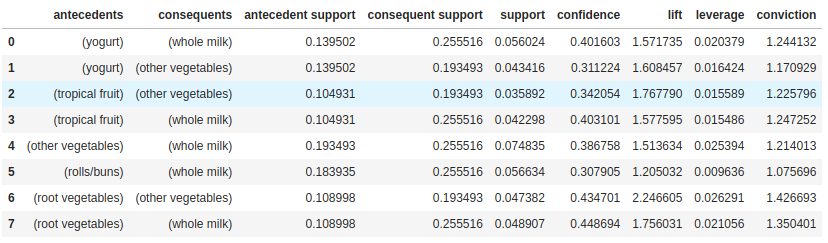 antecedents consequents antecedent support consequent support support confidence lift leverage conviction
0 (yogurt) (whole milk) 0.139502 0.255516 0.056024 0.401603 1.571735 0.020379 1.244132
1 (yogurt) (other vegetables) 0.139502 0.193493 0.043416 0.311224 1.608457 0.016424 1.170929
2 (tropical fruit) (other vegetables) 0.104931 0.193493 0.035892 0.342054 1.767790 0.015589 1.225796
3 (tropical fruit) (whole milk) 0.104931 0.255516 0.042298 0.403101 1.577595 0.015486 1.247252
4 (other vegetables) (whole milk) 0.193493 0.255516 0.074835 0.386758 1.513634 0.025394 1.214013
5 (rolls/buns) (whole milk) 0.183935 0.255516 0.056634 0.307905 1.205032 0.009636 1.075696
6 (root vegetables) (other vegetables) 0.108998 0.193493 0.047382 0.434701 2.246605 0.026291 1.426693
7 (root vegetables) (whole milk) 0.108998 0.255516 0.048907 0.448694 1.756031 0.021056 1.350401